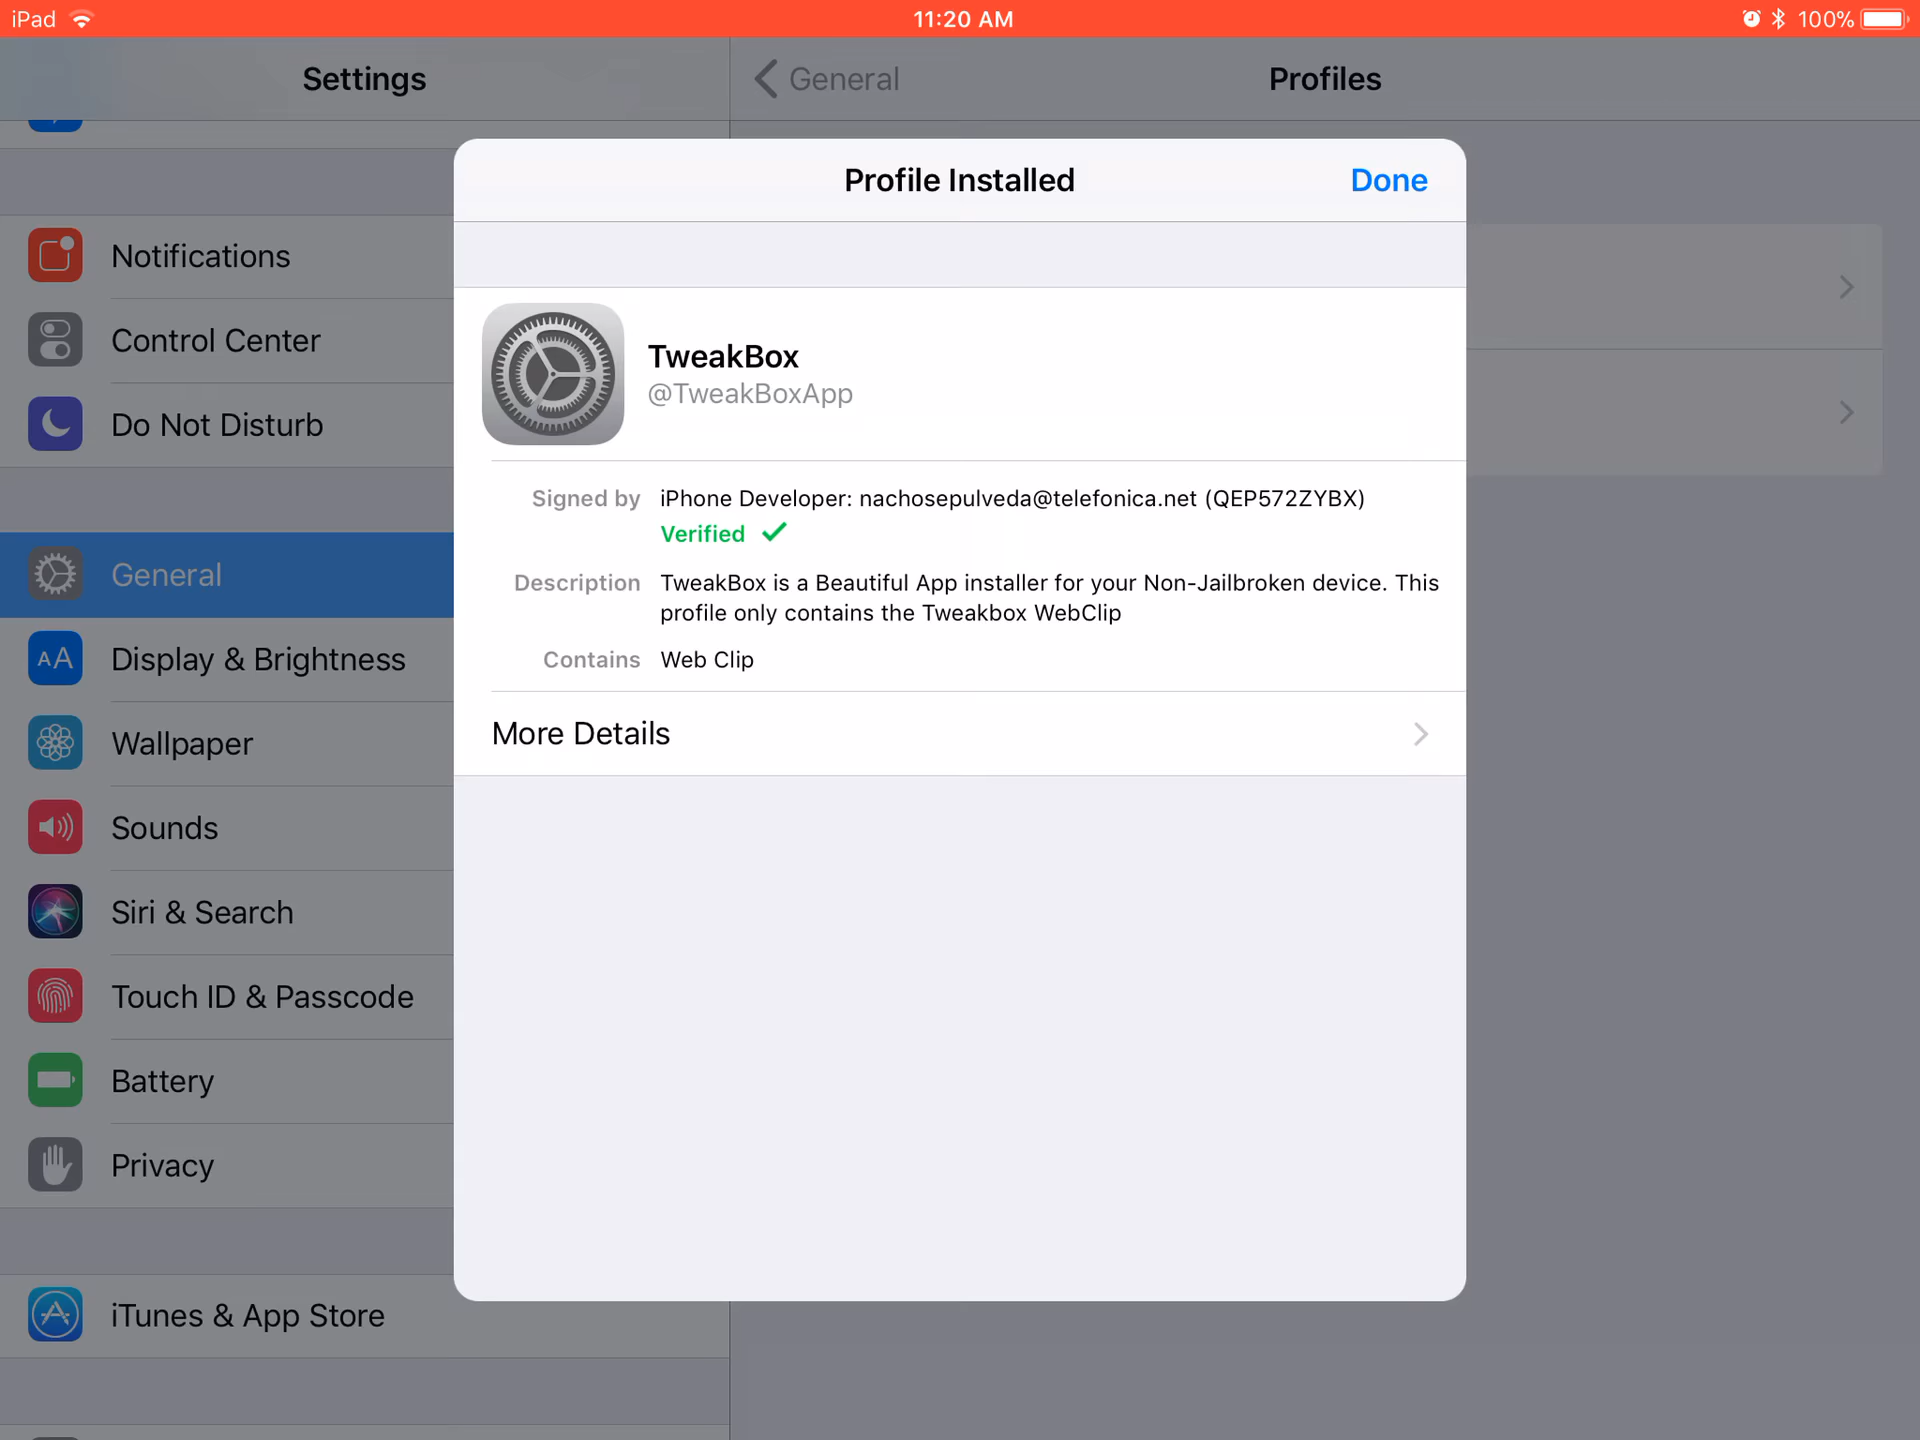 iPad
11:20 AM
100%
Settings
General
Profiles
Profile Installed
Done
Notifications
Control Center
Do Not Disturb
General
AA Display & Brightness
Wallpaper
Sounds
Siri & Search
Touch ID & Passcode
Battery
Privacy
iTunes & App Store
TweakBox
@TweakBoxApp
Signed by iPhone Developer: nachosepulveda@telefonica.net (QEP572ZYBX)
Verified
Description TweakBox is a Beautiful App installer for your Non-Jailbroken device. This
profile only contains the Tweakbox WebClip
Contains Web Clip
More Details